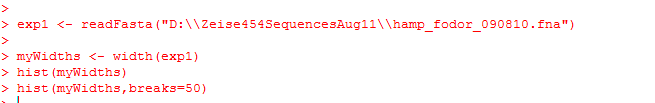 >
> exp1 <- readFasta("D:\\Zeise454SequencesAug11\\hamp_fodor_090810.fna")
>
> myWidths <- width(exp1)
> hist(myWidths)
> hist(myWidths,breaks=50)
>